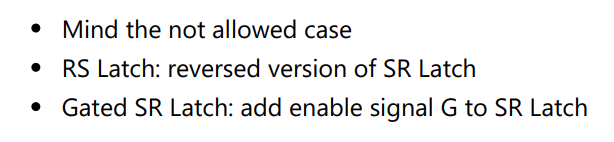 • Mind the not allowed case
• RS Latch: reversed version of SR Latch
• Gated SR Latch: add enable signal G to SR Latch